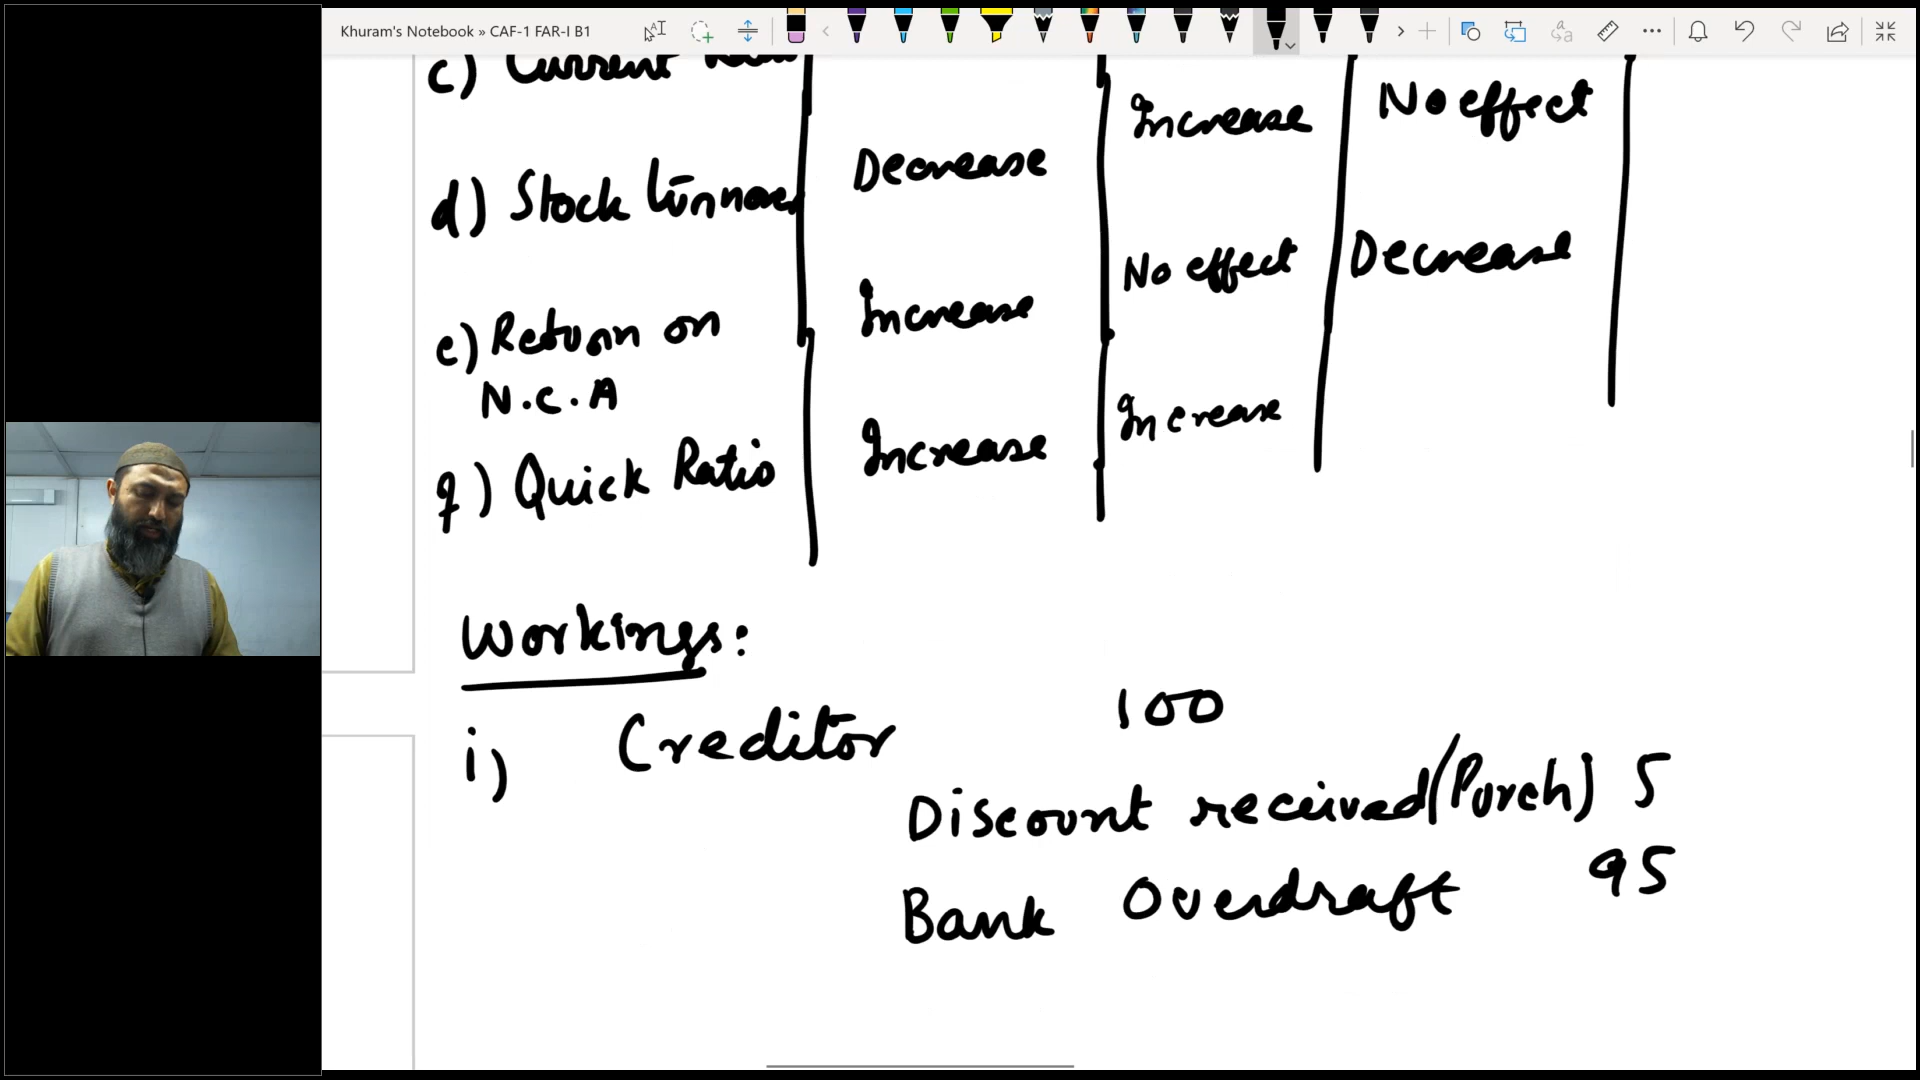 Khuram's Notebook » CAF-1 FAR-I B1
c) Current
Increase No effect
d) Stock turnover Decrease
No effect Decrease
e) Return on Increase
N.C.A
Increase
f) Quick Ratio Increase
Workings:
i) Creditor 100
Discount received (Purch) 5
Bank Overdraft 95